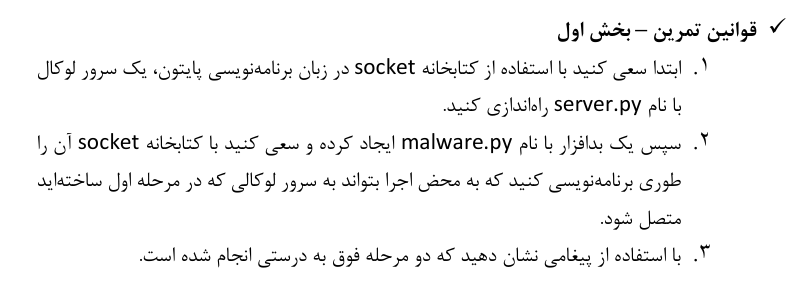 ✓ قوانین تمرین – بخش اول
۱. ابتدا سعی کنید با استفاده از کتابخانه socket در زبان برنامه‌نویسی پایتون، یک سرور لوکال
با نام server.py راه‌اندازی کنید.
۲. سپس یک بدافزار با نام malware.py ایجاد کرده و سعی کنید با کتابخانه socket آن را
طوری برنامه‌نویسی کنید که به محض اجرا بتواند به سرور لوکالی که در مرحله اول ساخته‌اید
متصل شود.
۳. با استفاده از پیغامی نشان دهید که دو مرحله فوق به درستی انجام شده است.